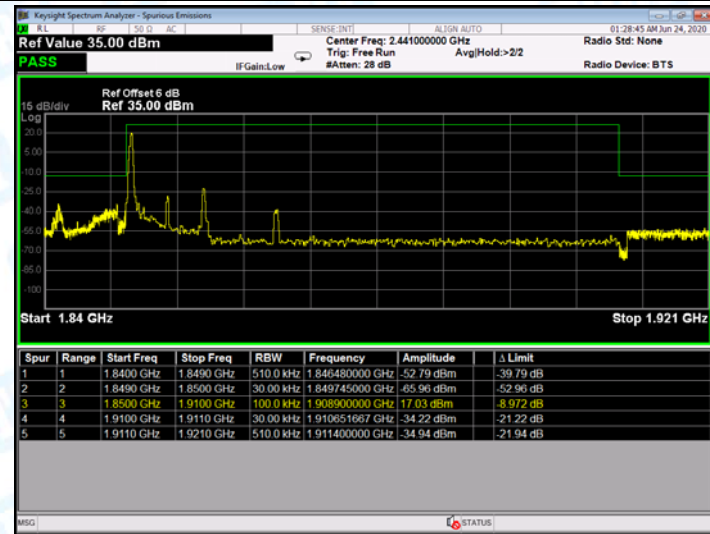 Keysight Spectrum Analyzer - Spurious Emissions
RL RF 50 Ω AC SENSE:INT ALIGN AUTO 01:28:45 AM Jun 24, 2020
Ref Value 35.00 dBm Center Freq: 2.441000000 GHz Radio Std: None
Trig: Free Run Avg|Hold:>2/2
PASS IFGain:Low #Atten: 28 dB Radio Device: BTS
Ref Offset 6 dB
15 dB/div Ref 35.00 dBm
Log
20.0
5.00
-10.0
-25.0
-40.0
-55.0
-70.0
-85.0
-100
Start 1.84 GHz Stop 1.921 GHz
Spur Range Start Freq Stop Freq RBW Frequency Amplitude Δ Limit
1 1 1.8400 GHz 1.8490 GHz 510.0 kHz 1.846480000 GHz -52.79 dBm -39.79 dB
2 2 1.8490 GHz 1.8500 GHz 30.00 kHz 1.849745000 GHz -65.96 dBm -52.96 dB
3 3 1.8500 GHz 1.9100 GHz 100.0 kHz 1.908900000 GHz 17.03 dBm -8.972 dB
4 4 1.9100 GHz 1.9110 GHz 30.00 kHz 1.910651667 GHz -34.22 dBm -21.22 dB
5 5 1.9110 GHz 1.9210 GHz 510.0 kHz 1.911400000 GHz -34.94 dBm -21.94 dB
MSG STATUS